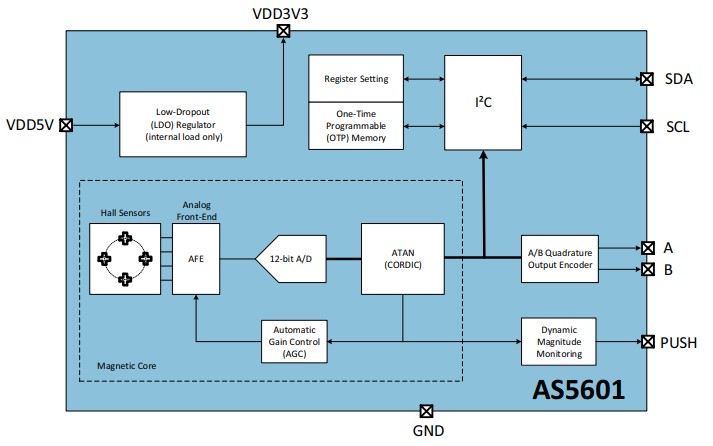 VDD3V3
VDD5V
Low-Dropout
(LDO) Regulator
(internal load only)
Register Setting
One-Time
Programmable
(OTP) Memory
I²C
SDA
SCL
Hall Sensors
Analog
Front-End
AFE
12-bit A/D
ATAN
(CORDIC)
A/B Quadrature
Output Encoder
A
B
Automatic
Gain Control
(AGC)
Dynamic
Magnitude
Monitoring
PUSH
Magnetic Core
AS5601
GND